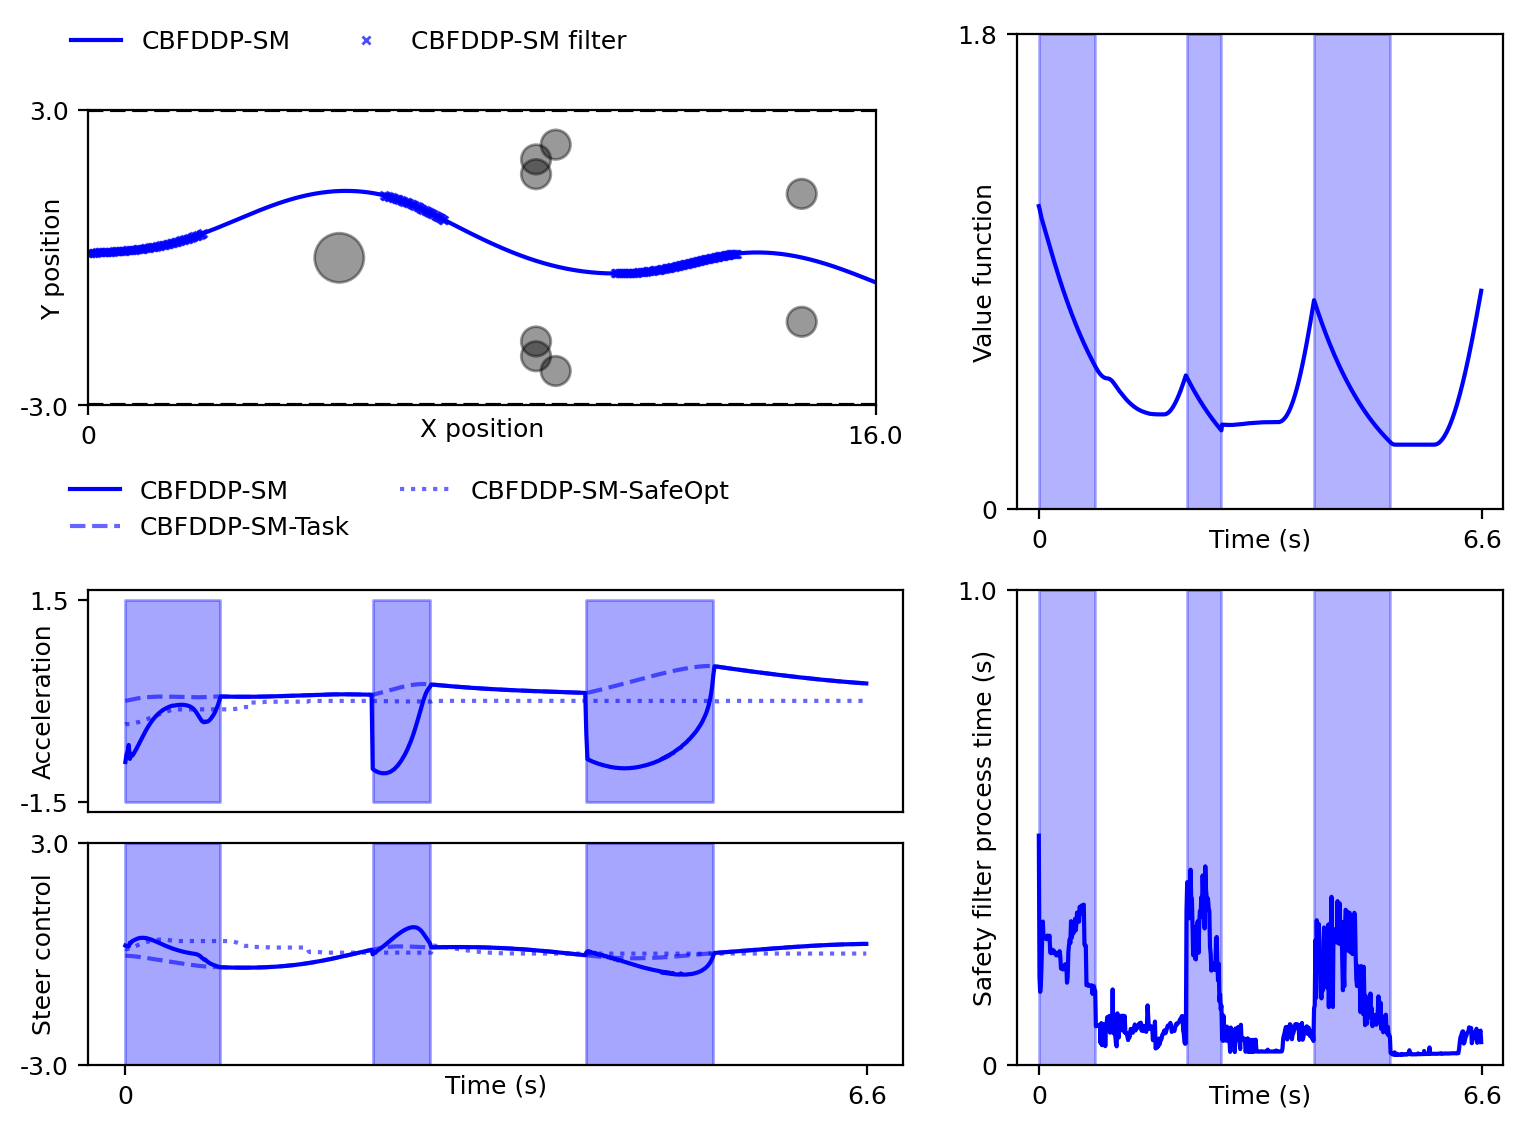 CBFDDP-SM
CBFDDP-SM filter
3.0
Y position
-3.0
0
X position
16.0
1.8
Value function
0
0
Time (s)
6.6
CBFDDP-SM
CBFDDP-SM-SafeOpt
CBFDDP-SM-Task
1.5
Acceleration
-1.5
3.0
Steer control
-3.0
0
Time (s)
6.6
1.0
Safety filter process time (s)
0
0
Time (s)
6.6